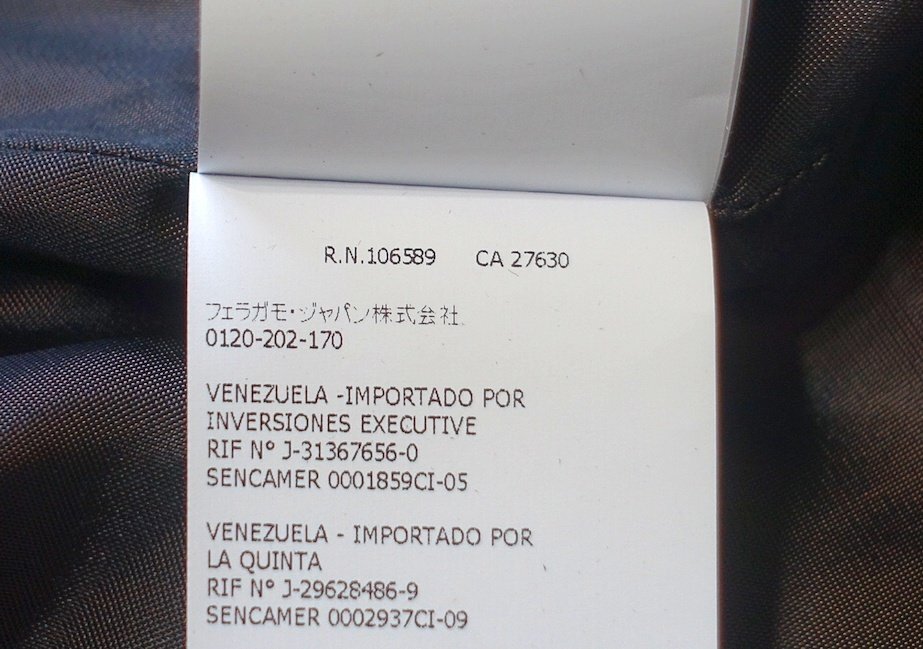 R.N.106589 CA 27630
フェラガモ・ジャパン株式会社
0120-202-170
VENEZUELA -IMPORTADO POR
INVERSIONES EXECUTIVE
RIF Nº J-31367656-0
SENCAMER 0001859CI-05
VENEZUELA - IMPORTADO POR
LA QUINTA
RIF Nº J-29628486-9
SENCAMER 0002937CI-09